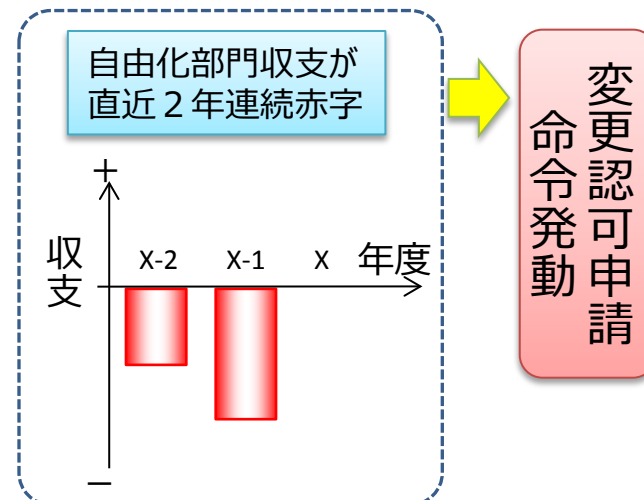 自由化部門収支が
直近２年連続赤字
＋
収支
X-2
X-1
X
年度
－
変更認可申請
命令発動